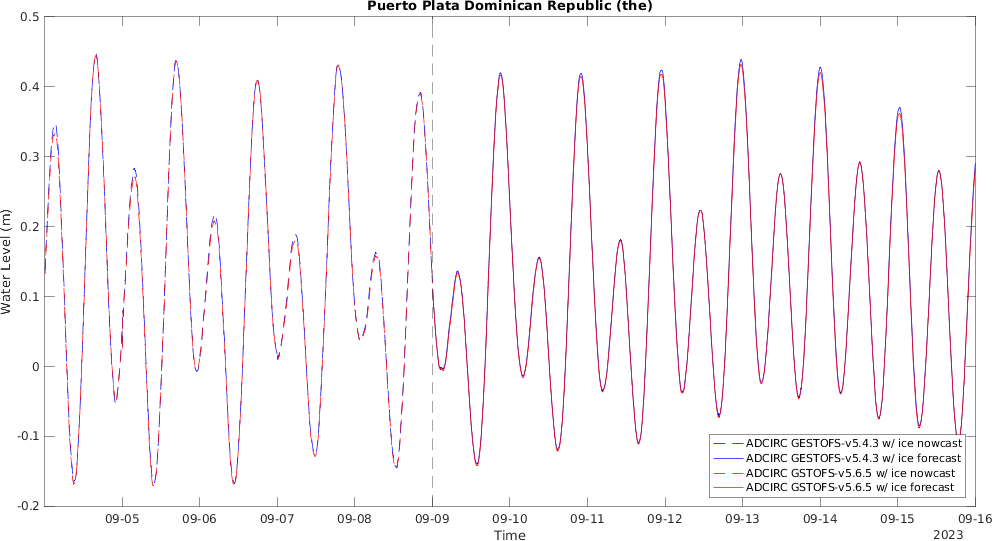 Puerto Plata Dominican Republic (the)
0.5
0.4
0.3
0.2
0.1
0
-0.1
-0.2
Water Level (m)
ADCIRC GESTOFS-v5.4.3 w/ ice nowcast
ADCIRC GESTOFS-v5.4.3 w/ ice forecast
ADCIRC GSTOFS-v5.6.5 w/ ice nowcast
ADCIRC GSTOFS-v5.6.5 w/ ice forecast
09-05 09-06 09-07 09-08 09-09 09-10 09-11 09-12 09-13 09-14 09-15 09-16
Time
2023